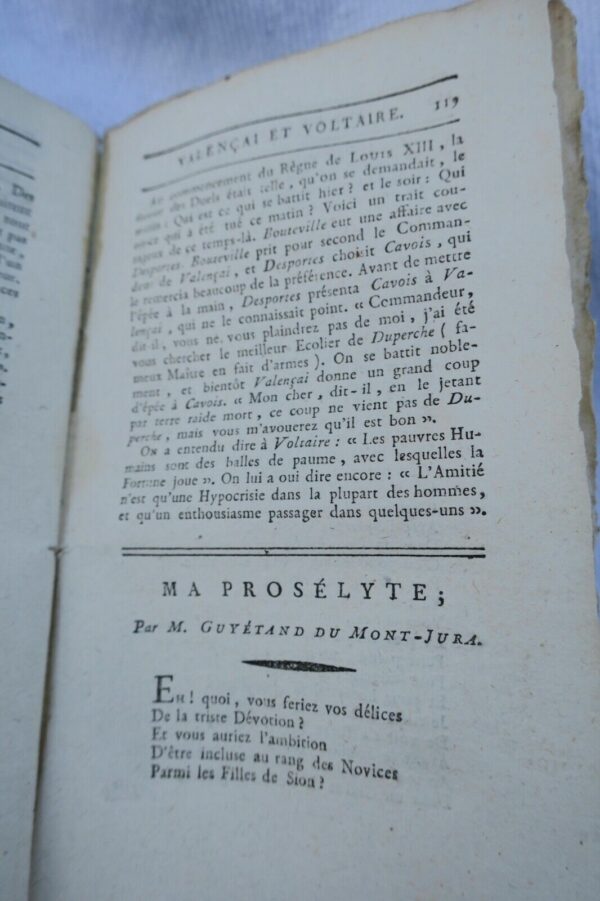 Des
pas
d'un
VALENÇAI ET VOLTAIRE. 319
Au commencement du Règne de LOUIS XIII, la
fureur des Duels était telle, qu'on se demandait, le
matin: Qui est ce qui se battit hier? et le soir: Qui
est-ce qui a été tué ce matin? Voici un trait cou-
rageux de ce temps-là. Bouteville eut une affaire avec
Desportes. Bouteville prit pour second le Comman-
deur de Valençai, et Desportes choisit Cavois, qui
le remercia beaucoup de la préférence. Avant de mettre
l'épée à la main, Desportes présenta Cavois à Va-
lençai, qui ne le connaissait point. « Commandeur,
dit-il, vous ne vous plaindrez pas de moi, j'ai été
vous chercher le meilleur Ecolier de Duperche ( fa-
meux Maître en fait d'armes ). On se battit noble-
ment, et bientôt Valençai donne un grand coup
d'épée à Cavois. « Mon cher, dit-il, en le jetant
par terre raide mort, ce coup ne vient pas de Du-
perche, mais vous m'avouerez qu'il est bon ».
ON a entendu dire à Voltaire: « Les pauvres Hu-
mains sont des balles de paume, avec lesquelles la
Fortune joue ». On lui a oui dire encore: « L'Amitié
n'est qu'une Hypocrisie dans la plupart des hommes,
et qu'un enthousiasme passager dans quelques-uns ».
MA PROSÉLYTE;
Par M. GUYÉTAND DU MONT-JURA.
EH! quoi, vous feriez vos délices
De la triste Dévotion?
Et vous auriez l'ambition
D'être incluse au rang des Novices
Parmi les Filles de Sion?